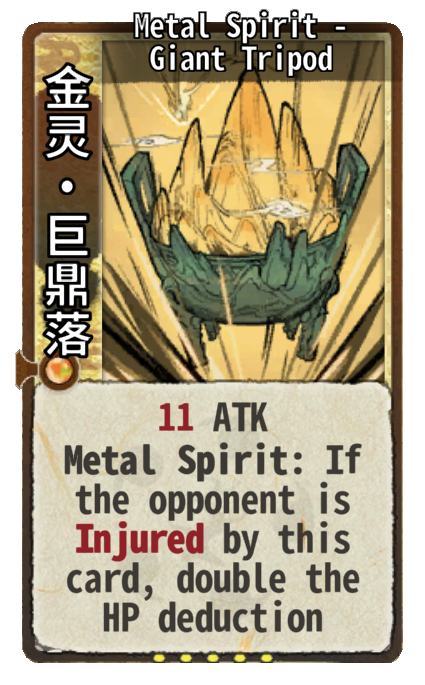 Metal Spirit -
Giant Tripod
金灵·巨鼎落
11 ATK
Metal Spirit: If
the opponent is
Injured by this
card, double the
HP deduction